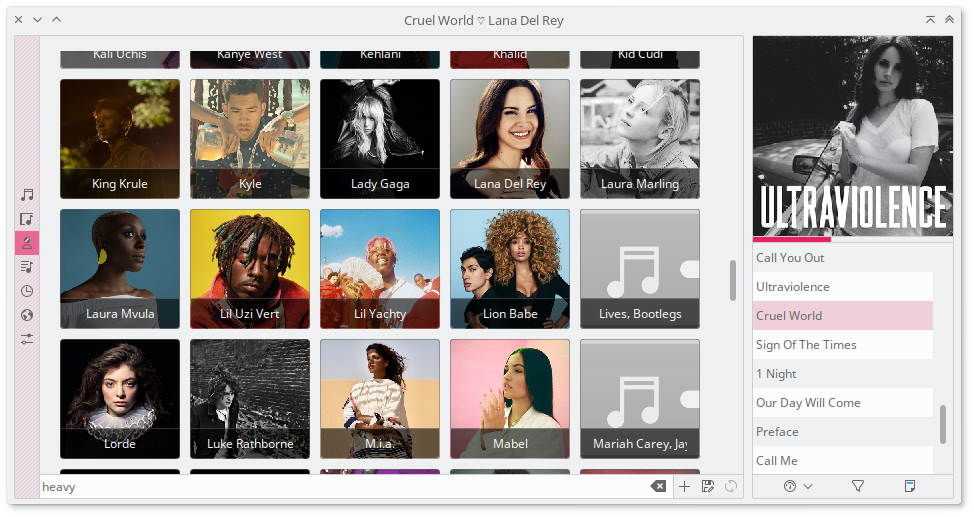 Cruel World ♡ Lana Del Rey
Kali Uchis
Kanye West
Kehlani
Khalid
Kid Cudi
King Krule
Kyle
Lady Gaga
Lana Del Rey
Laura Marling
Laura Mvula
Lil Uzi Vert
Lil Yachty
Lion Babe
Lives, Bootlegs
Lorde
Luke Rathborne
M.i.a.
Mabel
Mariah Carey, Jay
heavy
ULTRAVIOLENCE
Call You Out
Ultraviolence
Cruel World
Sign Of The Times
1 Night
Our Day Will Come
Preface
Call Me